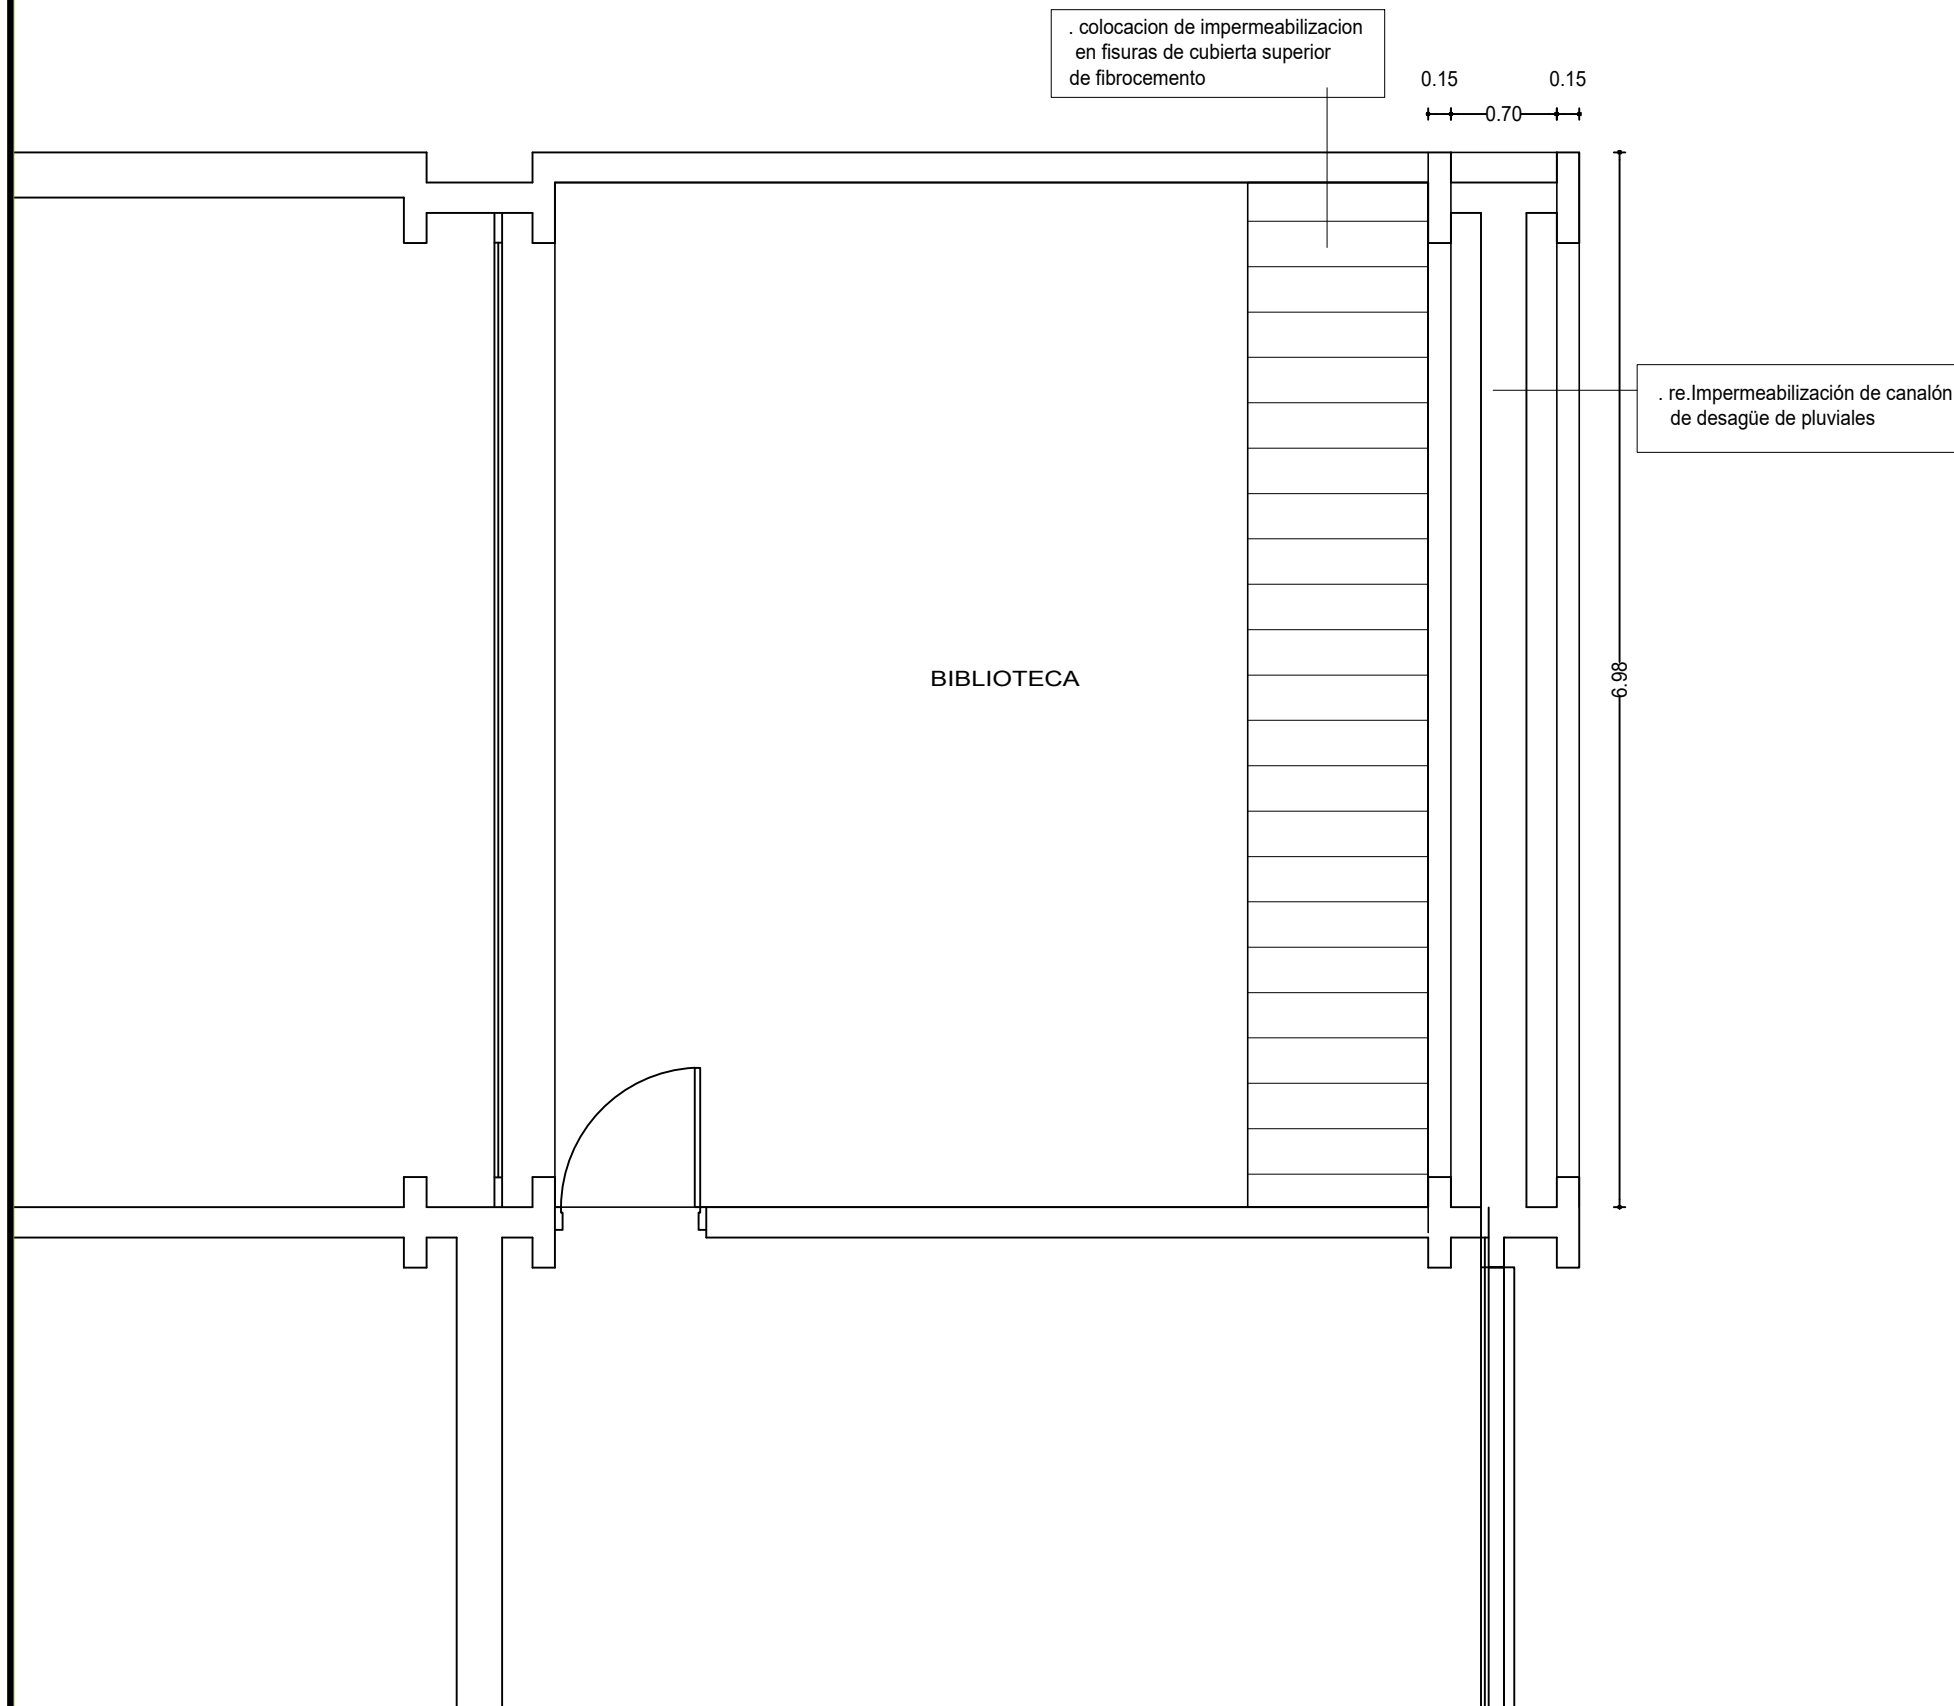 . colocacion de impermeabilizacion
en fisuras de cubierta superior
de fibrocemento
0.15
0.15
0.70
. re.Impermeabilización de canalón
de desagüe de pluviales
6.98
BIBLIOTECA